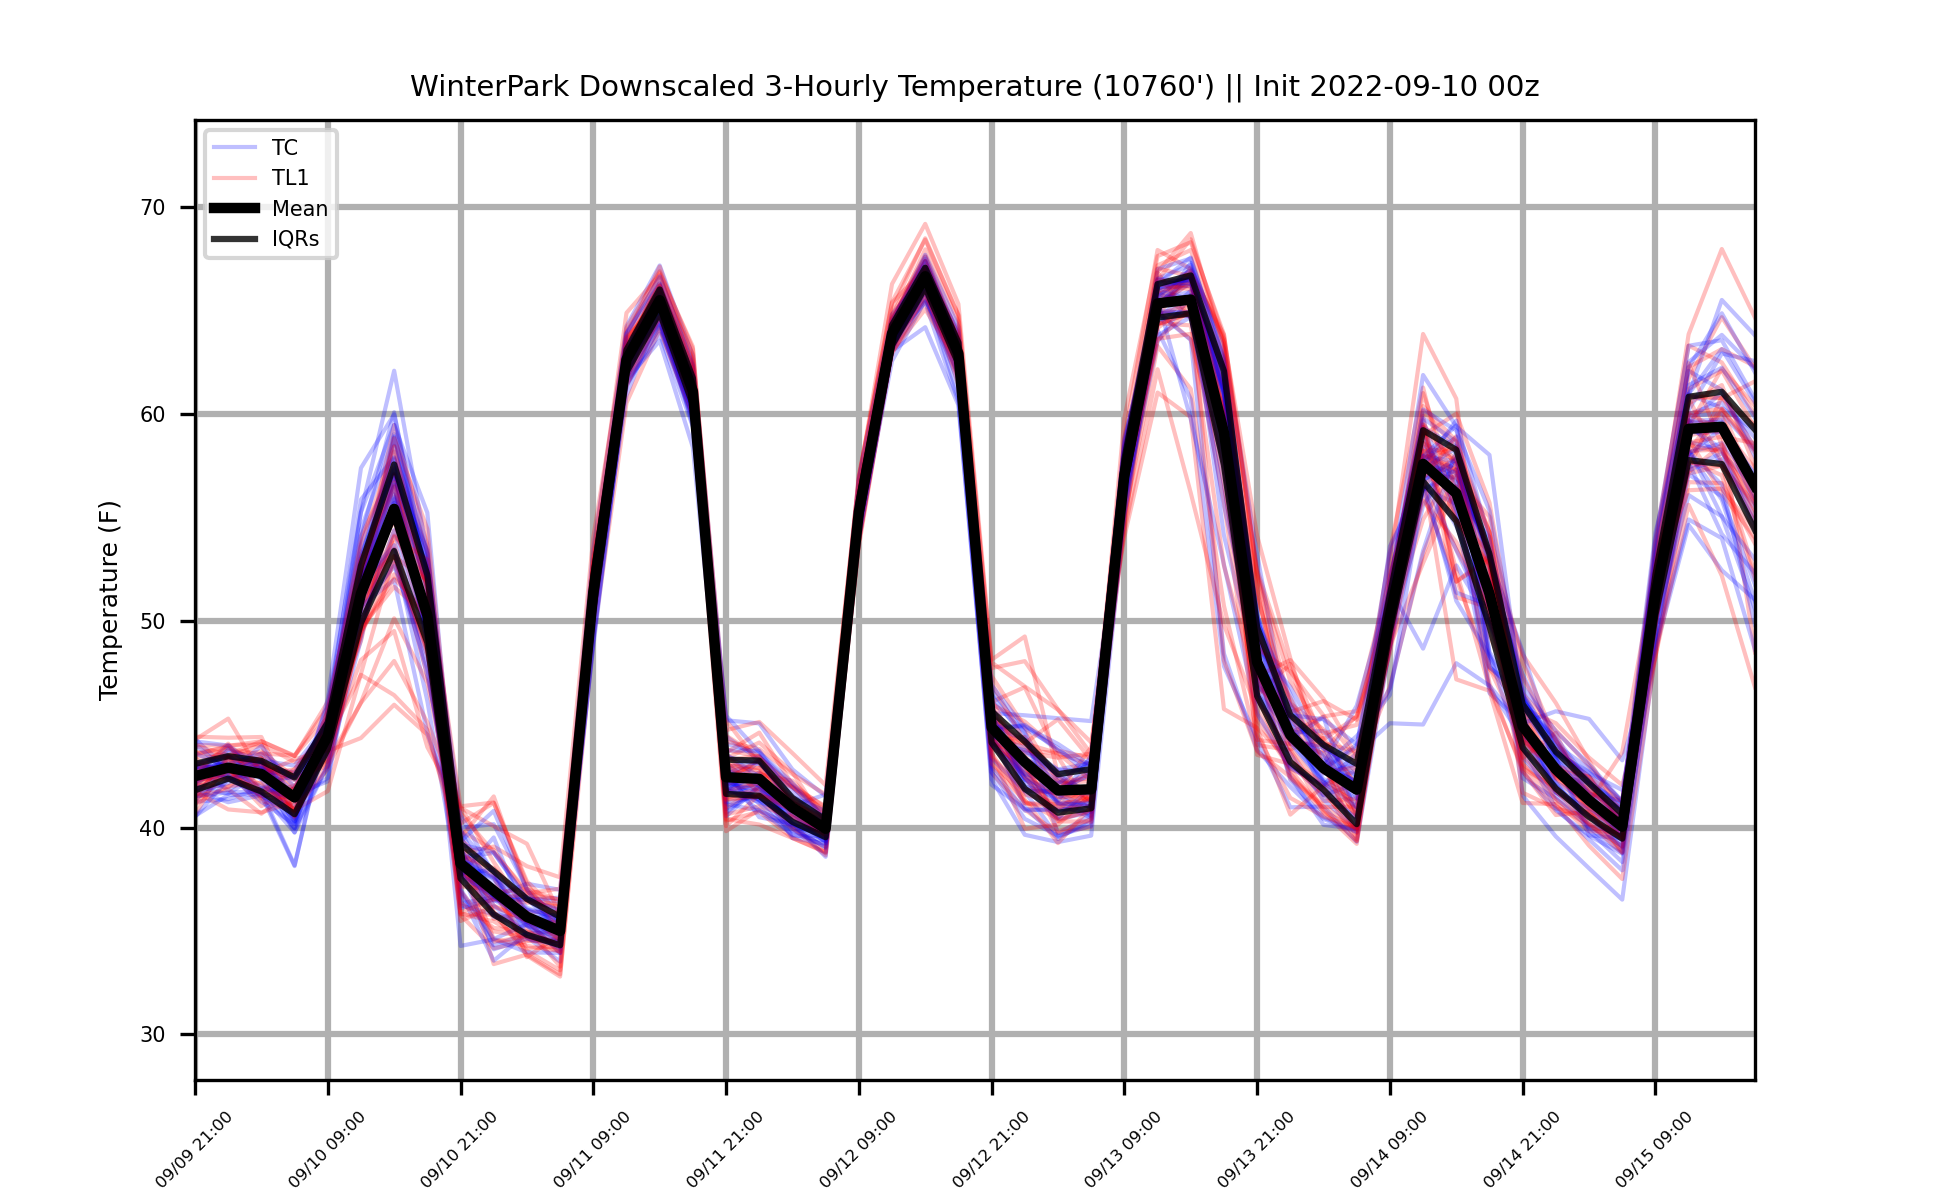 WinterPark Downscaled 3-Hourly Temperature (10760') || Init 2022-09-10 00z
TC
TL1
Mean
IQRs
Temperature (F)
70
60
50
40
30
09/09 21:00
09/10 09:00
09/10 21:00
09/11 09:00
09/11 21:00
09/12 09:00
09/12 21:00
09/13 09:00
09/13 21:00
09/14 09:00
09/14 21:00
09/15 09:00